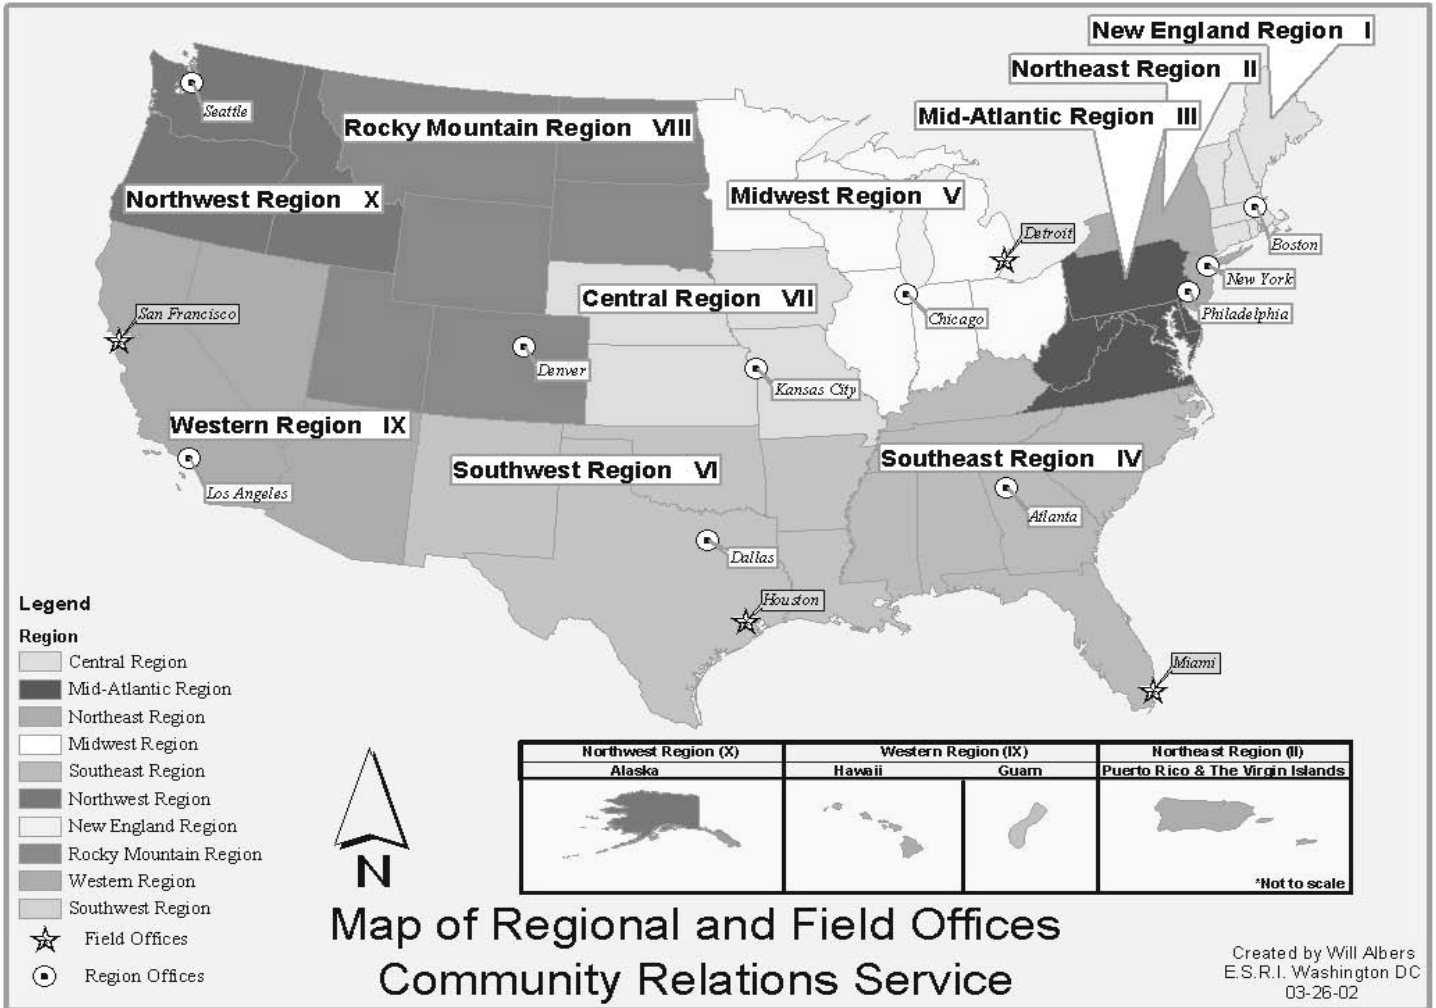 New England Region I
Northeast Region II
Mid-Atlantic Region III
Seattle
Rocky Mountain Region VIII
Northwest Region X
Midwest Region V
Detroit
Boston
New York
Philadelphia
Central Region VII
Chicago
San Francisco
Denver
Kansas City
Western Region IX
Southwest Region VI
Southeast Region IV
Los Angeles
Atlanta
Dallas
Houston
Miami
Legend
Region
Central Region
Mid-Atlantic Region
Northeast Region
Midwest Region
Southeast Region
Northwest Region
New England Region
Rocky Mountain Region
Western Region
Southwest Region
Field Offices
Region Offices
N
Northwest Region (X) Western Region (IX) Northeast Region (II)
Alaska Hawaii Guam Puerto Rico & The Virgin Islands
*Not to scale
Map of Regional and Field Offices
Community Relations Service
Created by Will Albers
E.S.R.I. Washington DC
03-26-02